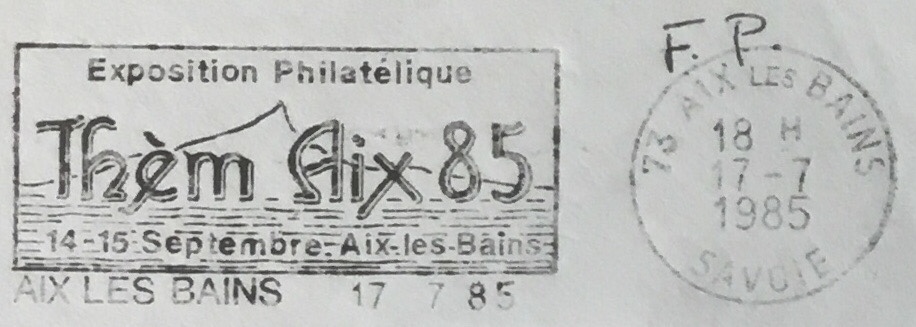 Exposition Philatélique
Thèm Aix 85
14-15 Septembre-Aix-les-Bains
AIX LES BAINS 17 7 85
F. P.
73 AIX LES BAINS
18 H
17-7
1985
SAVOIE